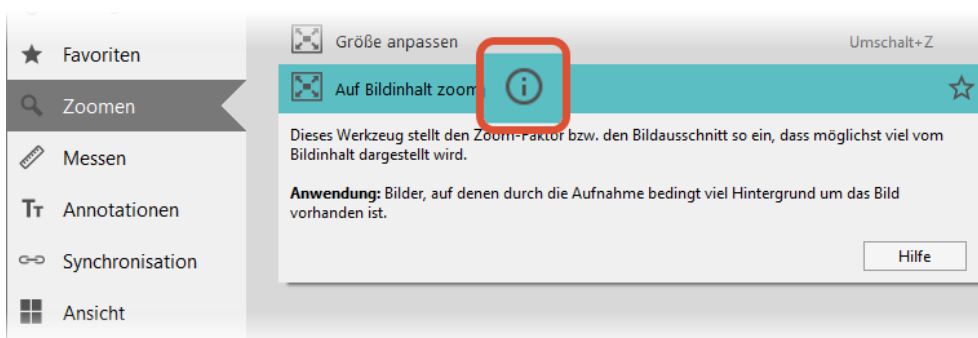 Favoriten
Zoomen
Messen
Annotationen
Synchronisation
Ansicht
Größe anpassen
Umschalt+Z
Auf Bildinhalt zoom
Dieses Werkzeug stellt den Zoom-Faktor bzw. den Bildausschnitt so ein, dass möglichst viel vom
Bildinhalt dargestellt wird.
Anwendung: Bilder, auf denen durch die Aufnahme bedingt viel Hintergrund um das Bild
vorhanden ist.
Hilfe